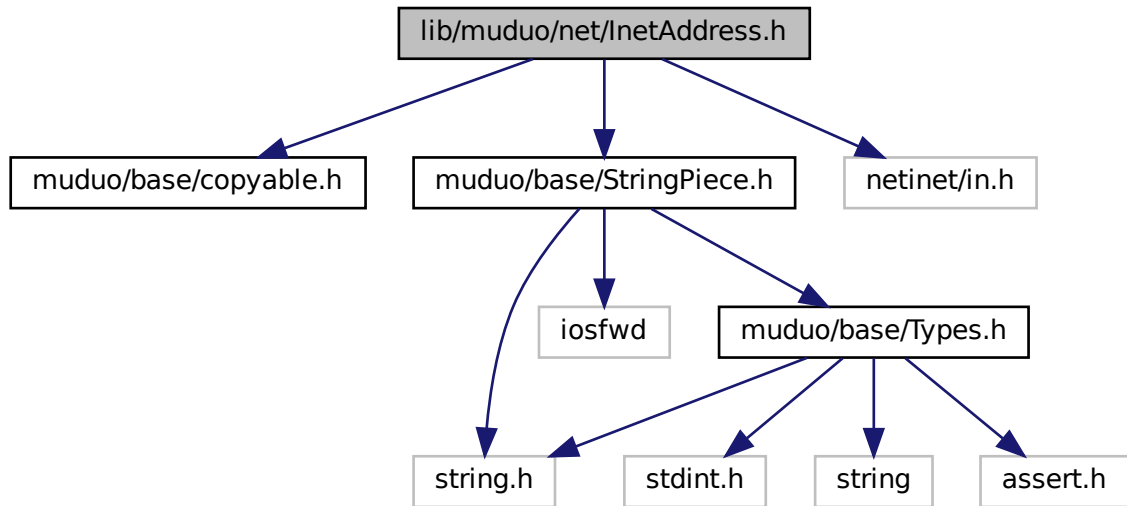 lib/muduo/net/InetAddress.h
muduo/base/copyable.h
muduo/base/StringPiece.h
netinet/in.h
iosfwd
muduo/base/Types.h
string.h
stdint.h
string
assert.h